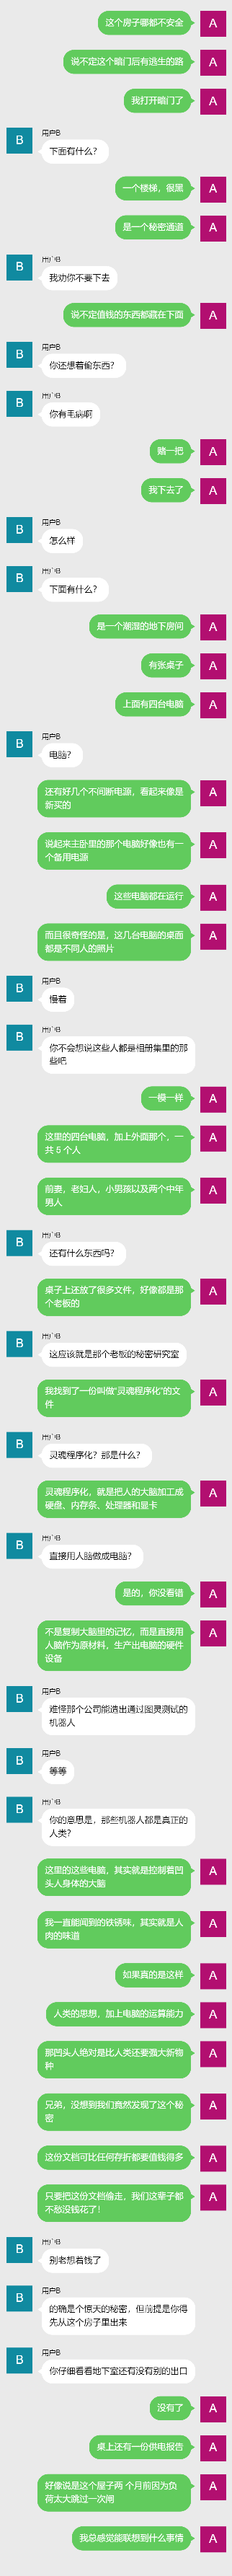 这个房子哪都不安全
A
说不定这个暗门后有逃生的路
A
我打开暗门了
A
B
用户B
下面有什么？
一个楼梯，很黑
A
是一个秘密通道
A
B
用户B
我劝你不要下去
说不定值钱的东西都藏在下面
A
B
用户B
你还想着偷东西？
B
用户B
你有毛病啊
赌一把
A
我下去了
A
B
用户B
怎么样
B
用户B
下面有什么？
是一个潮湿的地下房间
A
有张桌子
A
上面有四台电脑
A
B
用户B
电脑？
还有好几个不间断电源，看起来像是
新买的
A
说起来主卧里的那个电脑好像也有一
个备用电源
A
这些电脑都在运行
A
而且很奇怪的是，这几台电脑的桌面
都是不同人的照片
A
B
用户B
慢着
B
用户B
你不会想说这些人都是相册集里的那
些吧
一模一样
A
这里的四台电脑，加上外面那个，一
共 5 个人
A
前妻，老妇人，小男孩以及两个中年
男人
A
B
用户B
还有什么东西吗？
桌子上还放了很多文件，好像都是那
个老板的
A
B
用户B
这应该就是那个老板的秘密研究室
我找到了一份叫做“灵魂程序化”的文
件
A
B
用户B
灵魂程序化？那是什么？
灵魂程序化，就是把人的大脑加工成
硬盘、内存条、处理器和显卡
A
B
用户B
直接用人脑做成电脑？
是的，你没看错
A
不是复制大脑里的记忆，而是直接用
人脑作为原材料，生产出电脑的硬件
设备
A
B
用户B
难怪那个公司能造出通过图灵测试的
机器人
B
用户B
等等
B
用户B
你的意思是，那些机器人都是真正的
人类？
这里的这些电脑，其实就是控制着凹
头人身体的大脑
A
我一直能闻到的铁锈味，其实就是人
肉的味道
A
如果真的是这样
A
人类的思想，加上电脑的运算能力
A
那凹头人绝对是比人类还要强大新物
种
A
兄弟，没想到我们竟然发现了这个秘
密
A
这份文档可比任何存折都要值钱得多
A
只要把这份文档偷走，我们这辈子都
不愁没钱花了！
A
B
用户B
别老想着钱了
B
用户B
的确是个惊天的秘密，但前提是你得
先从这个房子里出来
B
用户B
你仔细看看地下室还有没有别的出口
没有了
A
桌上还有一份供电报告
A
好像说是这个屋子两 个月前因为负
荷太大跳过一次闸
A
我总感觉能联想到什么事情
A